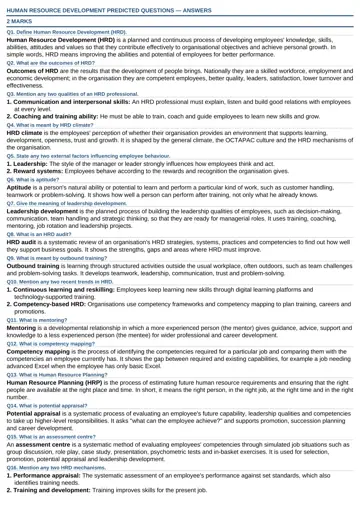 HUMAN RESOURCE DEVELOPMENT PREDICTED QUESTIONS — ANSWERS
2 MARKS
Q1. Define Human Resource Development (HRD).
Human Resource Development (HRD) is a planned and continuous process of developing employees' knowledge, skills,
abilities, attitudes and values so that they contribute effectively to organisational objectives and achieve personal growth. In
simple words, HRD means improving the abilities and potential of employees for better performance.
Q2. What are the outcomes of HRD?
Outcomes of HRD are the results that the development of people brings. Nationally they are a skilled workforce, employment and
economic development; in the organisation they are competent employees, better quality, leaders, satisfaction, lower turnover and
effectiveness.
Q3. Mention any two qualities of an HRD professional.
1. Communication and interpersonal skills: An HRD professional must explain, listen and build good relations with employees
at every level.
2. Coaching and training ability: He must be able to train, coach and guide employees to learn new skills and grow.
Q4. What is meant by HRD climate?
HRD climate is the employees' perception of whether their organisation provides an environment that supports learning,
development, openness, trust and growth. It is shaped by the general climate, the OCTAPAC culture and the HRD mechanisms of
the organisation.
Q5. State any two external factors influencing employee behaviour.
1. Leadership: The style of the manager or leader strongly influences how employees think and act.
2. Reward systems: Employees behave according to the rewards and recognition the organisation gives.
Q6. What is aptitude?
Aptitude is a person's natural ability or potential to learn and perform a particular kind of work, such as customer handling,
teamwork or problem-solving. It shows how well a person can perform after training, not only what he already knows.
Q7. Give the meaning of leadership development.
Leadership development is the planned process of building the leadership qualities of employees, such as decision-making,
communication, team handling and strategic thinking, so that they are ready for managerial roles. It uses training, coaching,
mentoring, job rotation and leadership projects.
Q8. What is an HRD audit?
HRD audit is a systematic review of an organisation's HRD strategies, systems, practices and competencies to find out how well
they support business goals. It shows the strengths, gaps and areas where HRD must improve.
Q9. What is meant by outbound training?
Outbound training is learning through structured activities outside the usual workplace, often outdoors, such as team challenges
and problem-solving tasks. It develops teamwork, leadership, communication, trust and problem-solving.
Q10. Mention any two recent trends in HRD.
1. Continuous learning and reskilling: Employees keep learning new skills through digital learning platforms and
technology-supported training.
2. Competency-based HRD: Organisations use competency frameworks and competency mapping to plan training, careers and
promotions.
Q11. What is mentoring?
Mentoring is a developmental relationship in which a more experienced person (the mentor) gives guidance, advice, support and
knowledge to a less experienced person (the mentee) for wider professional and career development.
Q12. What is competency mapping?
Competency mapping is the process of identifying the competencies required for a particular job and comparing them with the
competencies an employee currently has. It shows the gap between required and existing capabilities, for example a job needing
advanced Excel when the employee has only basic Excel.
Q13. What is Human Resource Planning?
Human Resource Planning (HRP) is the process of estimating future human resource requirements and ensuring that the right
people are available at the right place and time. In short, it means the right person, in the right job, at the right time and in the right
number.
Q14. What is potential appraisal?
Potential appraisal is a systematic process of evaluating an employee's future capability, leadership qualities and competencies
to take up higher-level responsibilities. It asks "what can the employee achieve?" and supports promotion, succession planning
and career development.
Q15. What is an assessment centre?
An assessment centre is a systematic method of evaluating employees' competencies through simulated job situations such as
group discussion, role play, case study, presentation, psychometric tests and in-basket exercises. It is used for selection,
promotion, potential appraisal and leadership development.
Q16. Mention any two HRD mechanisms.
1. Performance appraisal: The systematic assessment of an employee's performance against set standards, which also
identifies training needs.
2. Training and development: Training improves skills for the present job.